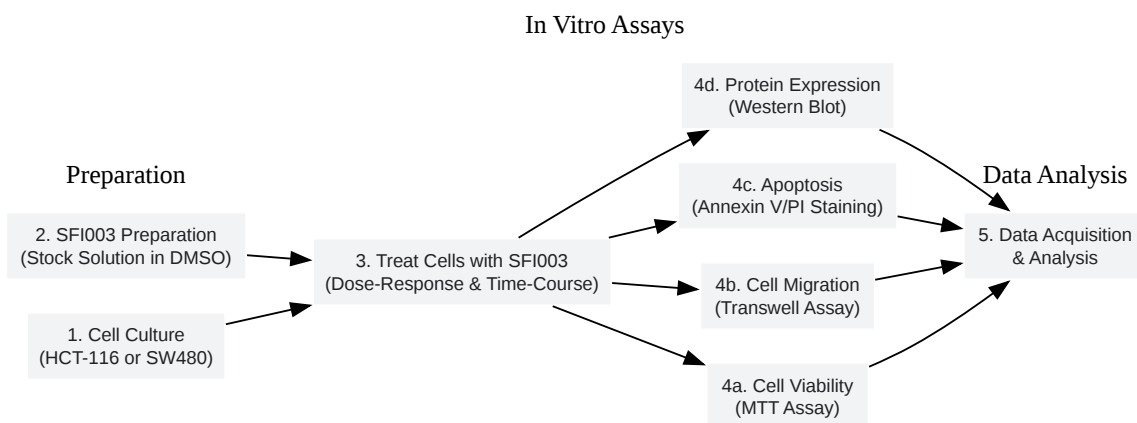 In Vitro Assays
4d. Protein Expression
(Western Blot)
Preparation
4c. Apoptosis
(Annexin V/PI Staining)
Data Analysis
2. SFI003 Preparation
(Stock Solution in DMSO)
3. Treat Cells with SFI003
(Dose-Response & Time-Course)
5. Data Acquisition
& Analysis
4b. Cell Migration
(Transwell Assay)
1. Cell Culture
(HCT-116 or SW480)
4a. Cell Viability
(MTT Assay)